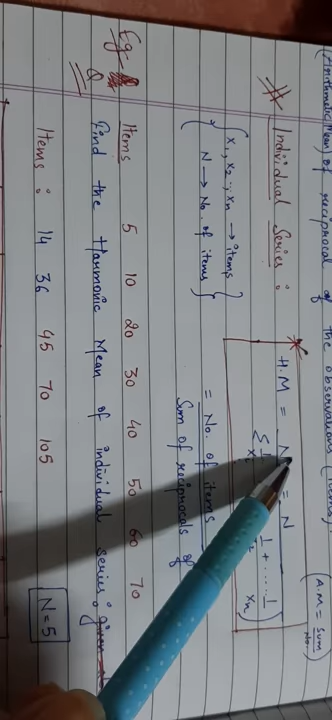 (Arithmetic Mean) of reciprocal of the observations (items)
(A.M = Sum / No.)
# Individual Series :
* H.M = N / Σ 1/x = N / 1 + ..... 1/xn
{ x1, x2 .., xn → items
N → No. of items }
= No. of items / Sum of reciprocals of
Eg - Items 5 10 20 30 40 50 60 70
Q Find the Harmonic Mean of individual series :
Items : 14 36 45 70 105 N = 5